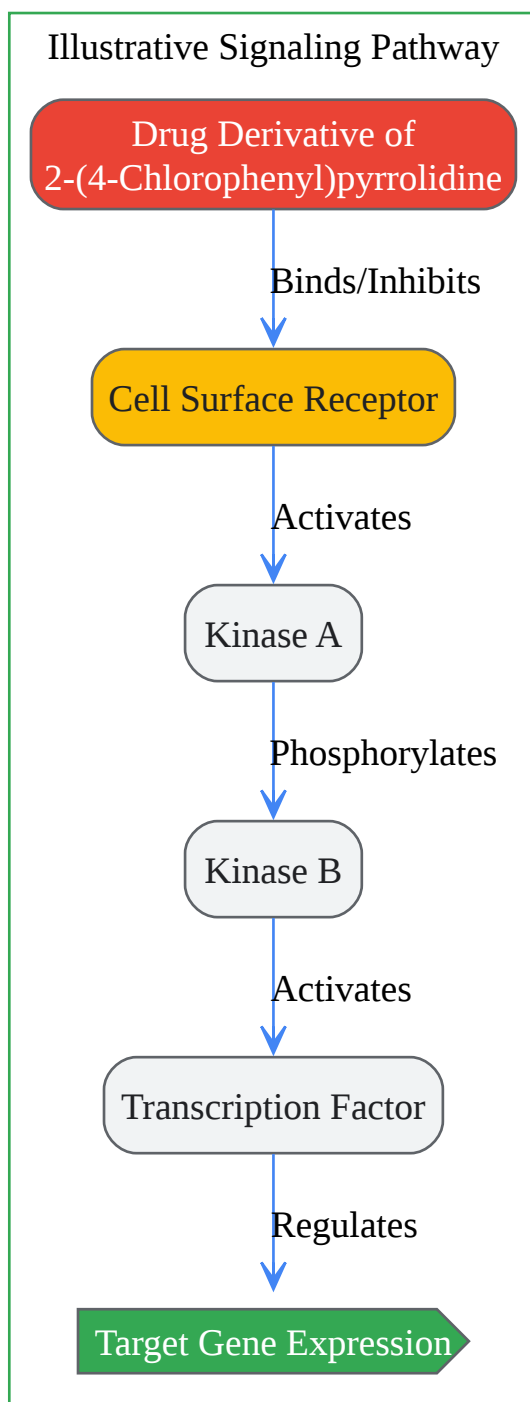 Illustrative Signaling Pathway
Drug Derivative of
2-(4-Chlorophenyl)pyrrolidine
Binds/Inhibits
Cell Surface Receptor
Activates
Kinase A
Phosphorylates
Kinase B
Activates
Transcription Factor
Regulates
Target Gene Expression